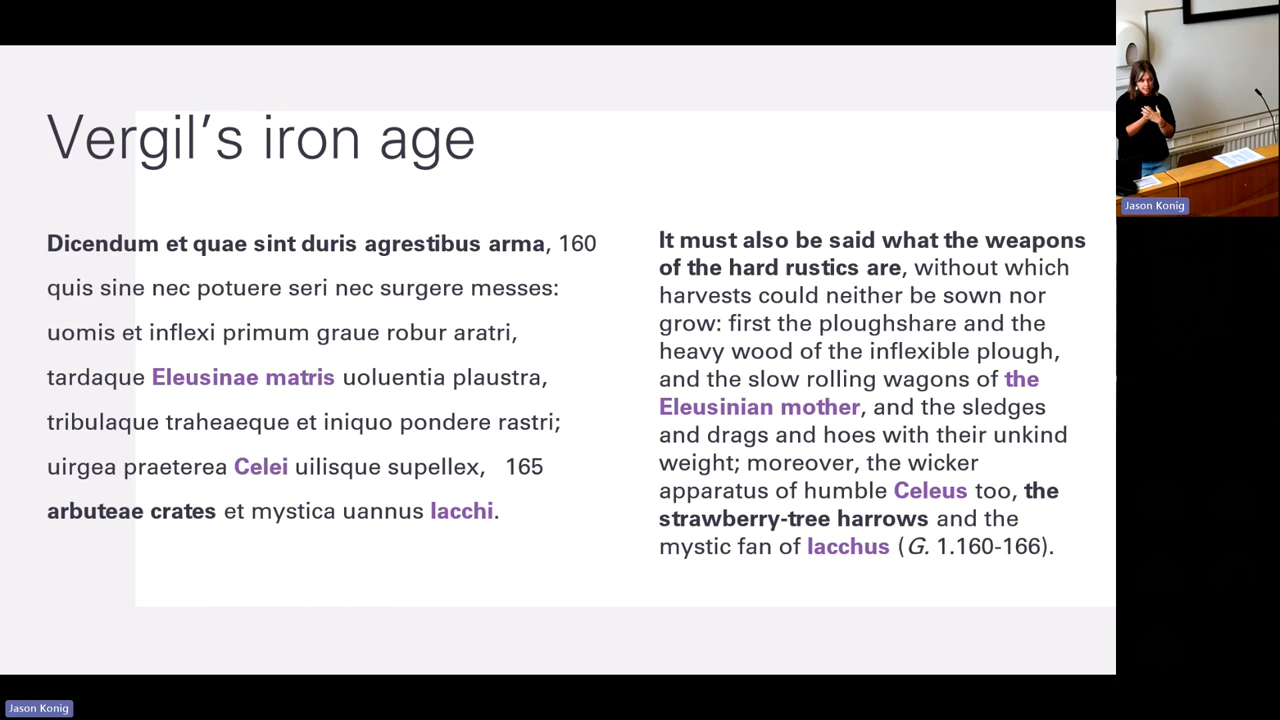 Vergil's iron age
Dicendum et quae sint duris agrestibus arma, 160
quis sine nec potuere seri nec surgere messes:
uomis et inflexi primum graue robur aratri,
tardaque Eleusinae matris uoluentia plaustra,
tribulaque traheaeque et iniquo pondere rastri;
uirgea praeterea Celei uilisque supellex, 165
arbuteae crates et mystica uannus Iacchi.
It must also be said what the weapons
of the hard rustics are, without which
harvests could neither be sown nor
grow: first the ploughshare and the
heavy wood of the inflexible plough,
and the slow rolling wagons of the
Eleusinian mother, and the sledges
and drags and hoes with their unkind
weight; moreover, the wicker
apparatus of humble Celeus too, the
strawberry-tree harrows and the
mystic fan of Iacchus (G. 1.160-166).
Jason Konig
Jason Konig